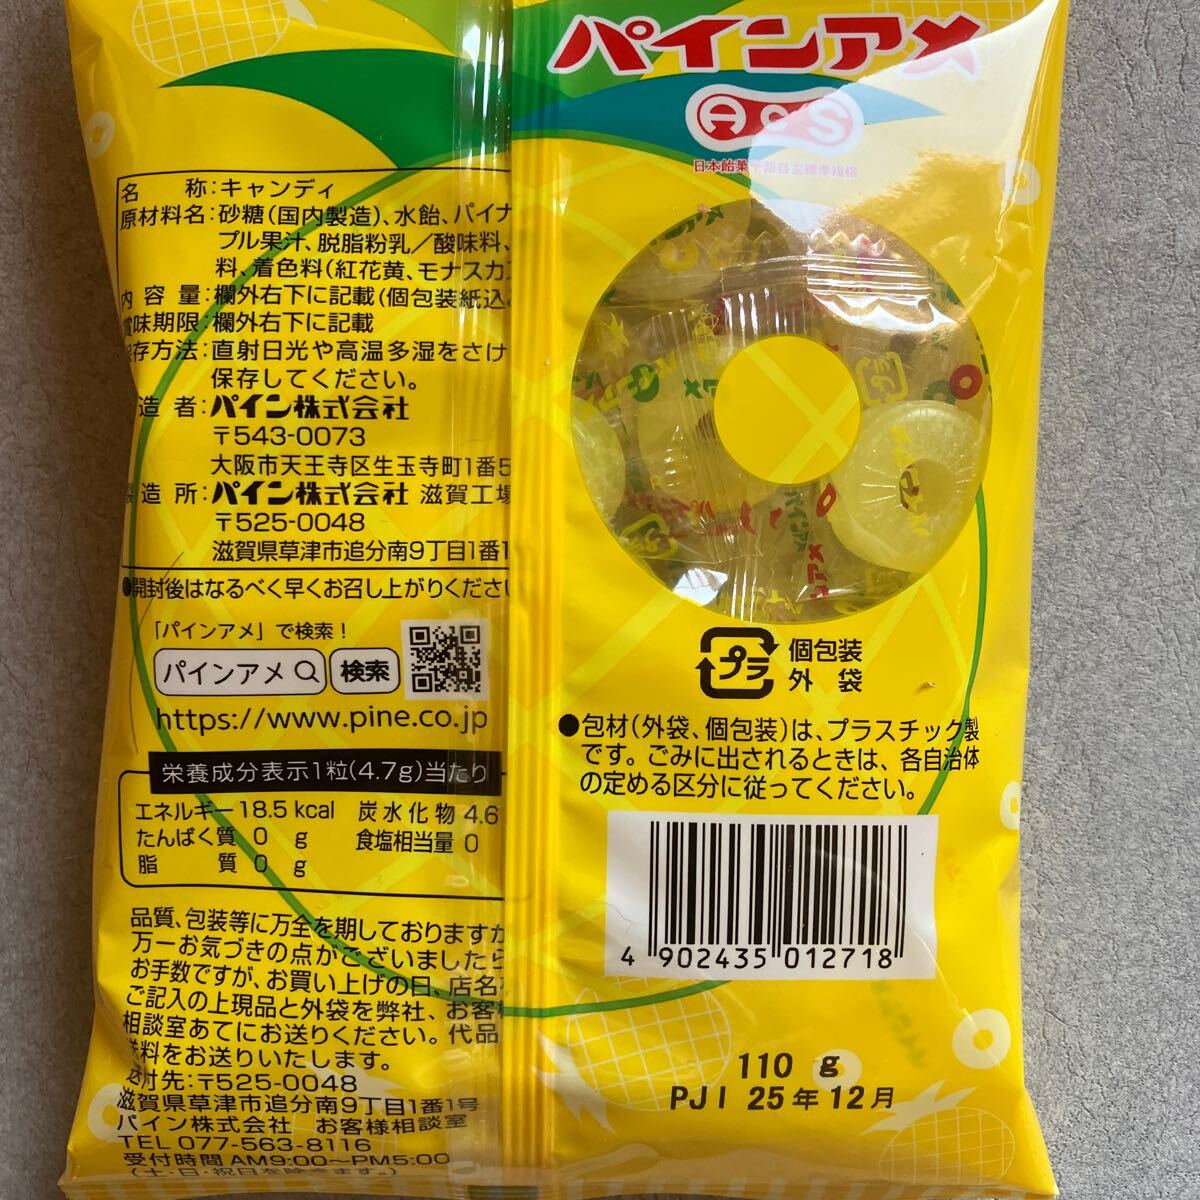 パインアメ
AcS
日本飴菓
名 称:キャンディ
原材料名:砂糖(国内製造)、水飴、パイナ
プル果汁、脱脂粉乳/酸味料、
料、着色料(紅花黄、モナスカス
内容量:欄外右下に記載(個包装紙込
賞味期限:欄外右下に記載
保存方法:直射日光や高温多湿をさけ
保存してください。
造者:パイン株式会社
〒543-0073
大阪市天王寺区生玉寺町1番5
製造所:パイン株式会社 滋賀工場
〒525-0048
滋賀県草津市追分南9丁目1番1
●開封後はなるべく早くお召し上がりください
「パインアメ」で検索!
パインアメ 検索
https://www.pine.co.jp
栄養成分表示1粒(4.7g)当たり
エネルギー 18.5 kcal 炭水化物 4.6
たんぱく質 0 g 食塩相当量 0
脂 質 0 g
品質、包装等に万全を期しておりますが
万一お気づきの点がございましたら
お手数ですが、お買い上げの日、店名
ご記入の上現品と外袋を弊社、お客様
相談室あてにお送りください。代品
送料をお送りいたします。
送付先:〒525-0048
滋賀県草津市追分南9丁目1番1号
パイン株式会社 お客様相談室
TEL 077-563-8116
受付時間 AM9:00〜PM5:00
(土・日・祝日を除きます。)
プラ
個包装
外 袋
●包材(外袋、個包装)は、プラスチック製
です。ごみに出されるときは、各自治体
の定める区分に従ってください。
4 902435 012718
110 g
PJI 25年12月